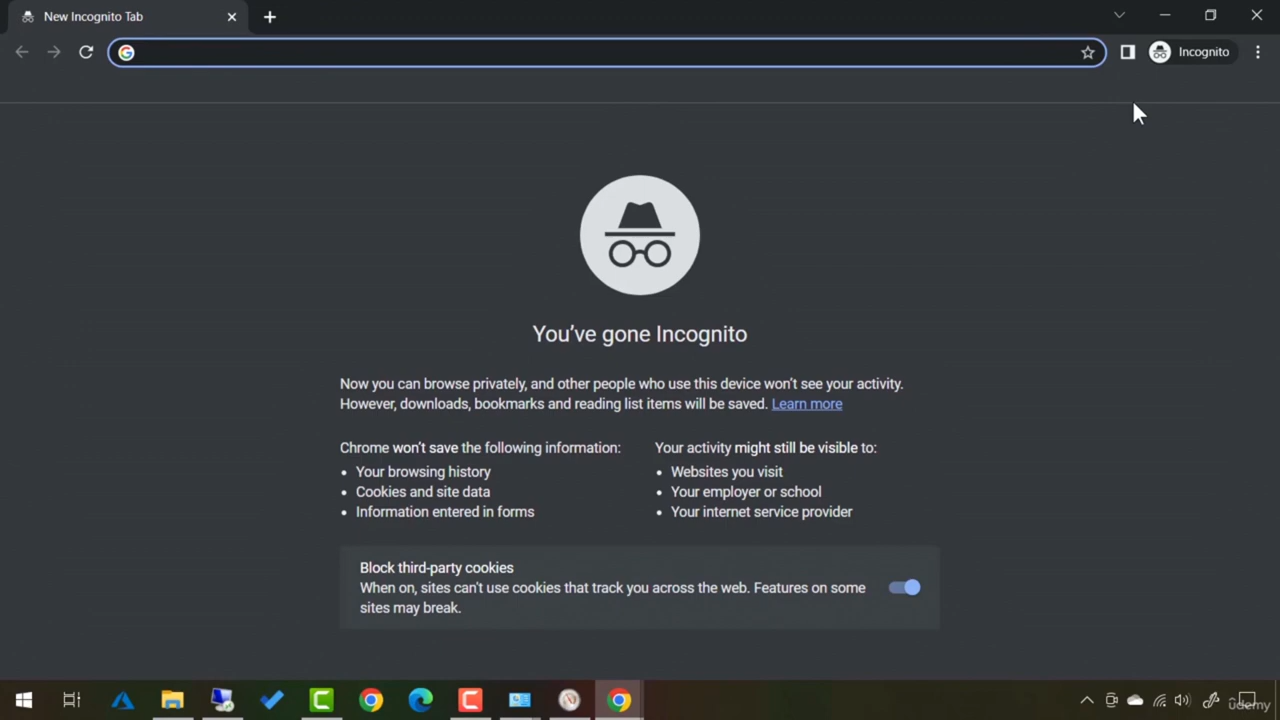 New Incognito Tab
Incognito
You've gone Incognito
Now you can browse privately, and other people who use this device won't see your activity.
However, downloads, bookmarks and reading list items will be saved. Learn more
Chrome won't save the following information:
Your browsing history
Cookies and site data
Information entered in forms
Your activity might still be visible to:
Websites you visit
Your employer or school
Your internet service provider
Block third-party cookies
When on, sites can't use cookies that track you across the web. Features on some
sites may break.
udemy